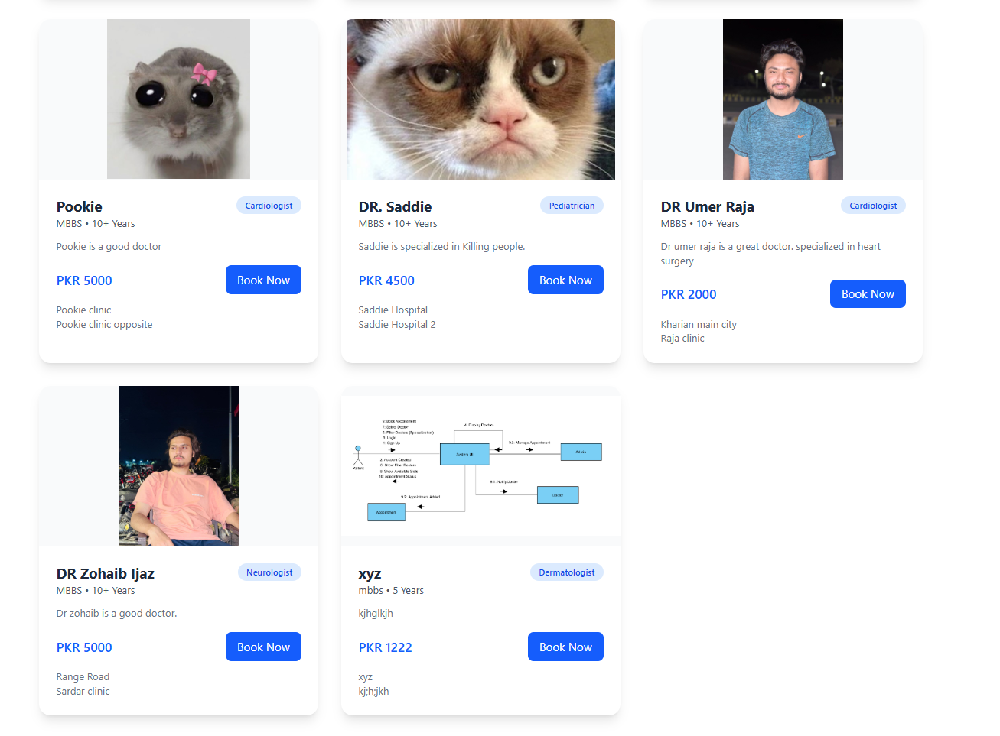 Pookie
Cardiologist
MBBS • 10+ Years
Pookie is a good doctor
PKR 5000
Book Now
Pookie clinic
Pookie clinic opposite
DR. Saddie
Pediatrician
MBBS • 10+ Years
Saddie is specialized in Killing people.
PKR 4500
Book Now
Saddie Hospital
Saddie Hospital 2
DR Umer Raja
Cardiologist
MBBS • 10+ Years
Dr umer raja is a great doctor. specialized in heart
surgery
PKR 2000
Book Now
Kharian main city
Raja clinic
DR Zohaib Ijaz
Neurologist
MBBS • 10+ Years
Dr zohaib is a good doctor.
PKR 5000
Book Now
Range Road
Sardar clinic
6: Book Appointment
7: Select Doctor
5: Filter Doctors (Specialization)
3: Login
1: Sign Up
4: Display Doctors
9.3: Manage Appointment
System UI
Admin
Patient
2: Account Created
8: Show Available Slots
10: Appointment Status
9.1: Notify Doctor
Doctor
9.2: Appointment Added
Appointment
xyz
Dermatologist
mbbs • 5 Years
kjhglkjh
PKR 1222
Book Now
xyz
kj;h;jkh